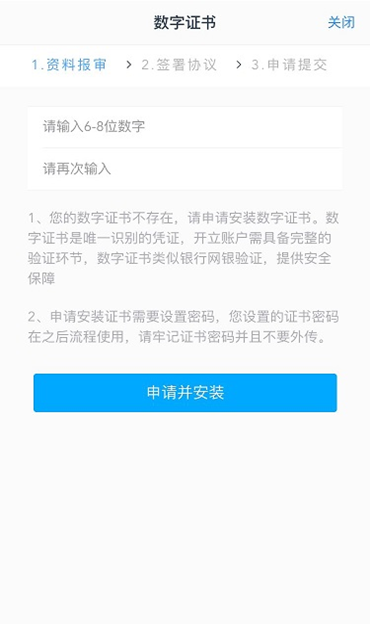 数字证书 关闭
1.资料报审 > 2.签署协议 > 3.申请提交
请输入6-8位数字
请再次输入
1、您的数字证书不存在，请申请安装数字证书。数
字证书是唯一识别的凭证，开立账户需具备完整的
验证环节，数字证书类似银行网银验证，提供安全
保障
2、申请安装证书需要设置密码，您设置的证书密码
在之后流程使用，请牢记证书密码并且不要外传。
申请并安装